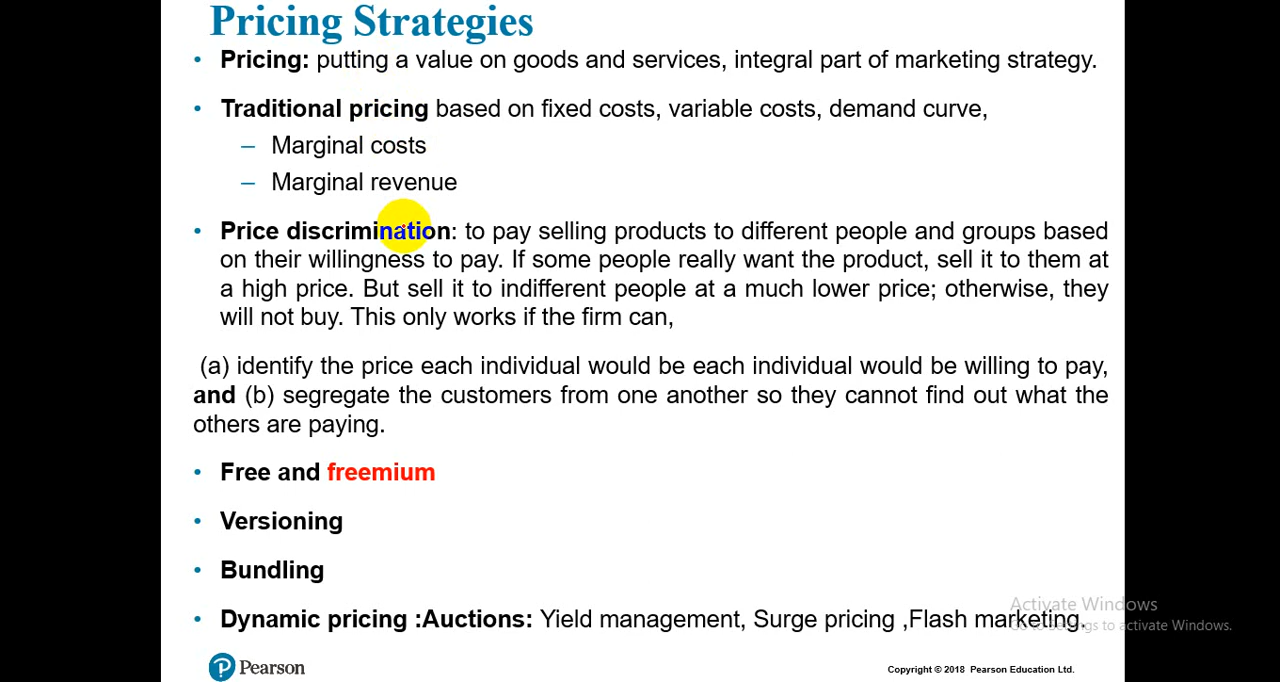 Pricing Strategies
• Pricing: putting a value on goods and services, integral part of marketing strategy.
• Traditional pricing based on fixed costs, variable costs, demand curve,
– Marginal costs
– Marginal revenue
• Price discrimination: to pay selling products to different people and groups based
on their willingness to pay. If some people really want the product, sell it to them at
a high price. But sell it to indifferent people at a much lower price; otherwise, they
will not buy. This only works if the firm can,
(a) identify the price each individual would be each individual would be willing to pay,
and (b) segregate the customers from one another so they cannot find out what the
others are paying.
• Free and freemium
• Versioning
• Bundling
• Dynamic pricing :Auctions: Yield management, Surge pricing ,Flash marketing.
Activate Windows
Go to Settings to activate Windows.
P Pearson
Copyright © 2018 Pearson Education Ltd.